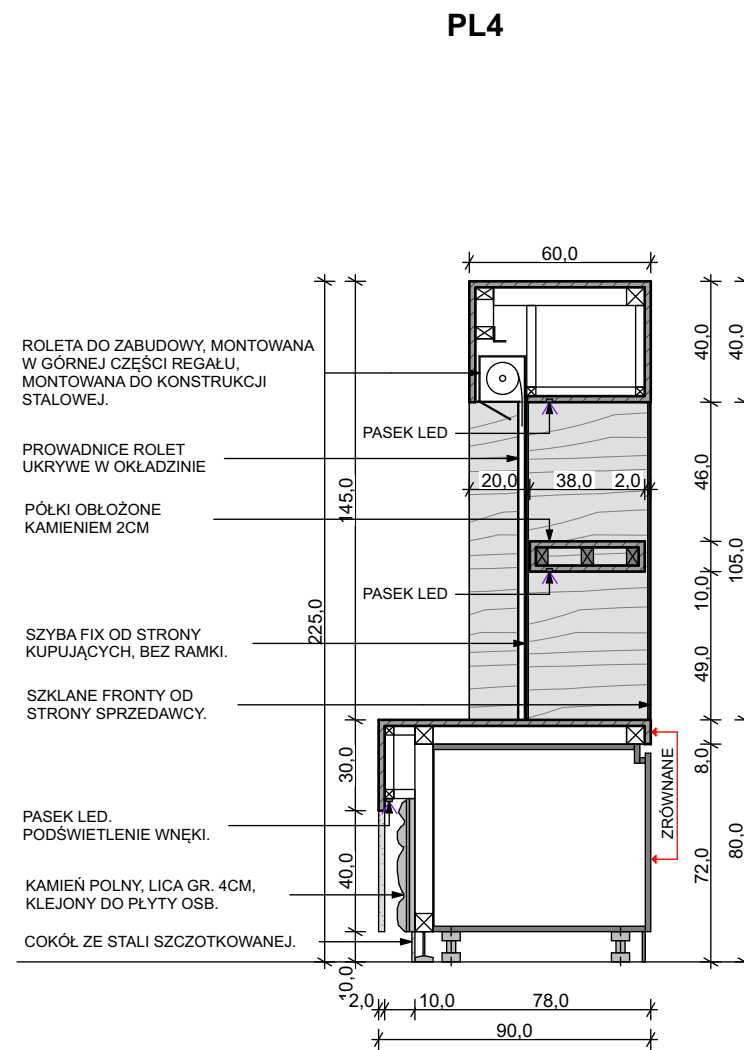 PL4
60,0
ROLETA DO ZABUDOWY, MONTOWANA
W GÓRNEJ CZĘŚCI REGAŁU,
MONTOWANA DO KONSTRUKCJI
STALOWEJ.
40,0
40,0
PASEK LED
PROWADNICE ROLET
UKRYWE W OKŁADZINIE
20,0
38,0
2,0
46,0
145,0
PÓŁKI OBŁOŻONE
KAMIENIEM 2CM
105,0
10,0
PASEK LED
225,0
SZYBA FIX OD STRONY
KUPUJĄCYCH, BEZ RAMKI.
49,0
SZKLANE FRONTY OD
STRONY SPRZEDAWCY.
30,0
8,0
ZRÓWNANE
PASEK LED.
PODŚWIETLENIE WNĘKI.
80,0
72,0
40,0
KAMIEŃ POLNY, LICA GR. 4CM,
KLEJONY DO PŁYTY OSB.
COKÓŁ ZE STALI SZCZOTKOWANEJ.
10,0
2,0
10,0
78,0
90,0